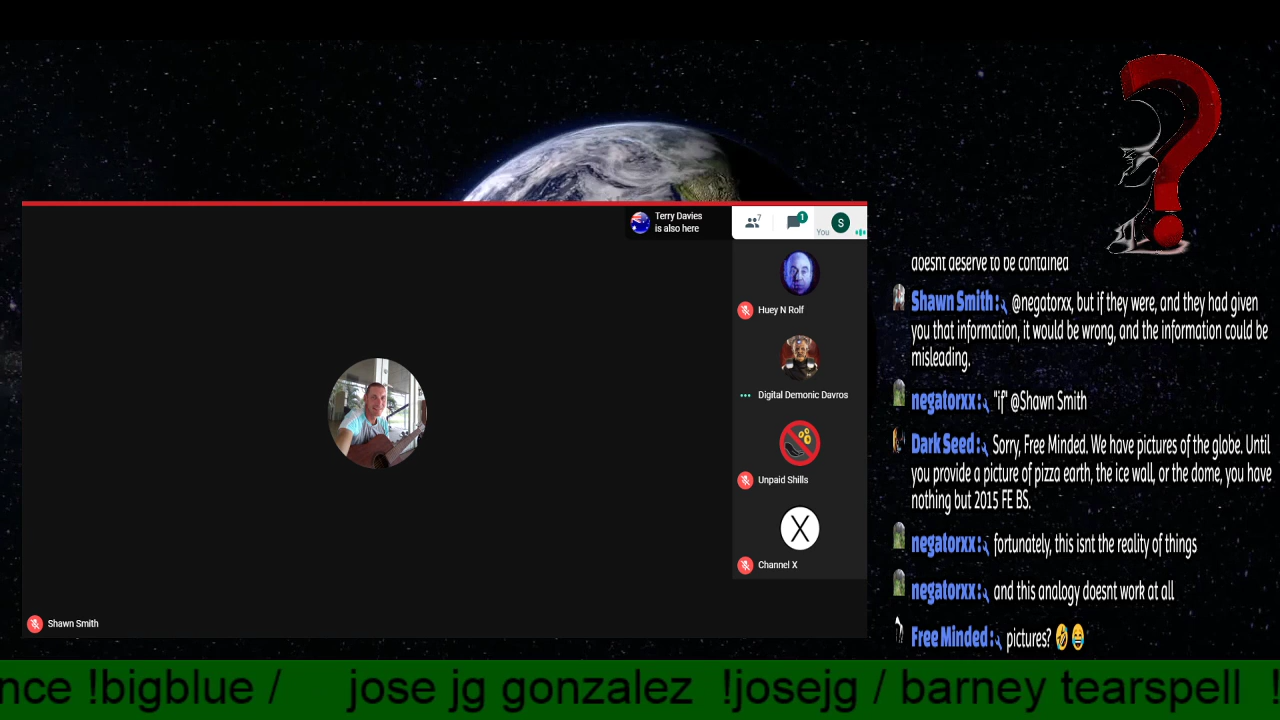 Terry Davies
is also here
7
1
You
S
Huey N Rolf
Digital Demonic Davros
Unpaid Shills
X
Channel X
Shawn Smith
doesnt deserve to be contained
Shawn Smith: @negatorxx, but if they were, and they had given
you that information, it would be wrong, and the information could be
misleading.
negatorxx: "if" @Shawn Smith
Dark Seed: Sorry, Free Minded. We have pictures of the globe. Until
you provide a picture of pizza earth, the ice wall, or the dome, you have
nothing but 2015 FE BS.
negatorxx: fortunately, this isnt the reality of things
negatorxx: and this analogy doesnt work at all
Free Minded: pictures? 🤣😂
nce !bigblue / jose jg gonzalez !josejg / barney tearspell !